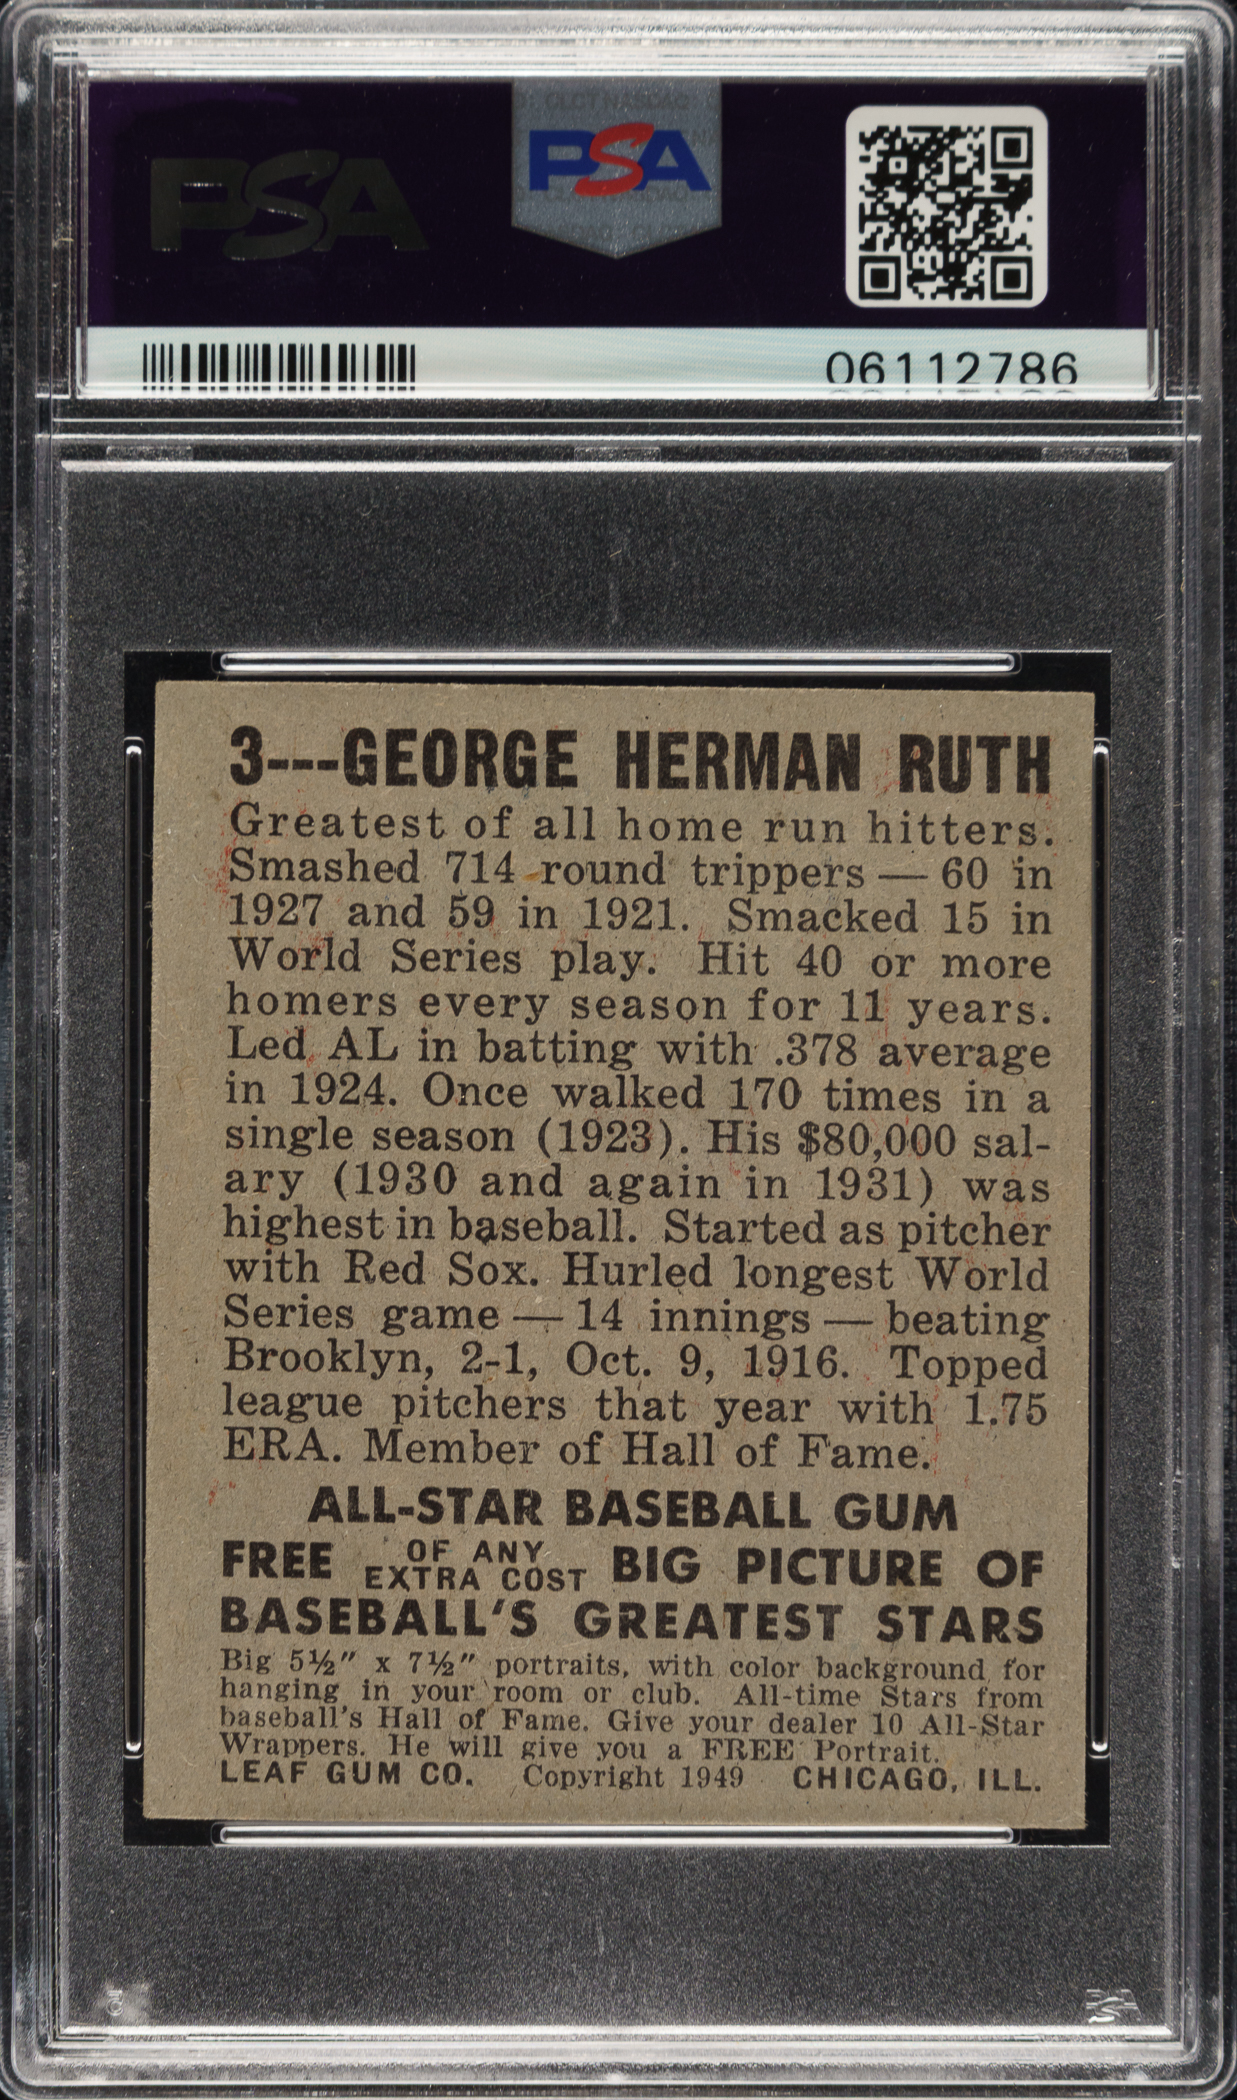 PSA
PSA
06112786
3---GEORGE HERMAN RUTH
Greatest of all home run hitters.
Smashed 714 round trippers — 60 in
1927 and 59 in 1921. Smacked 15 in
World Series play. Hit 40 or more
homers every season for 11 years.
Led AL in batting with .378 average
in 1924. Once walked 170 times in a
single season (1923). His $80,000 sal-
ary (1930 and again in 1931) was
highest in baseball. Started as pitcher
with Red Sox. Hurled longest World
Series game — 14 innings — beating
Brooklyn, 2-1, Oct. 9, 1916. Topped
league pitchers that year with 1.75
ERA. Member of Hall of Fame.
ALL-STAR BASEBALL GUM
FREE OF ANY EXTRA COST BIG PICTURE OF
BASEBALL'S GREATEST STARS
Big 5½" x 7½" portraits, with color background for
hanging in your room or club. All-time Stars from
baseball's Hall of Fame. Give your dealer 10 All-Star
Wrappers. He will give you a FREE Portrait.
LEAF GUM CO. Copyright 1949 CHICAGO, ILL.
PSA